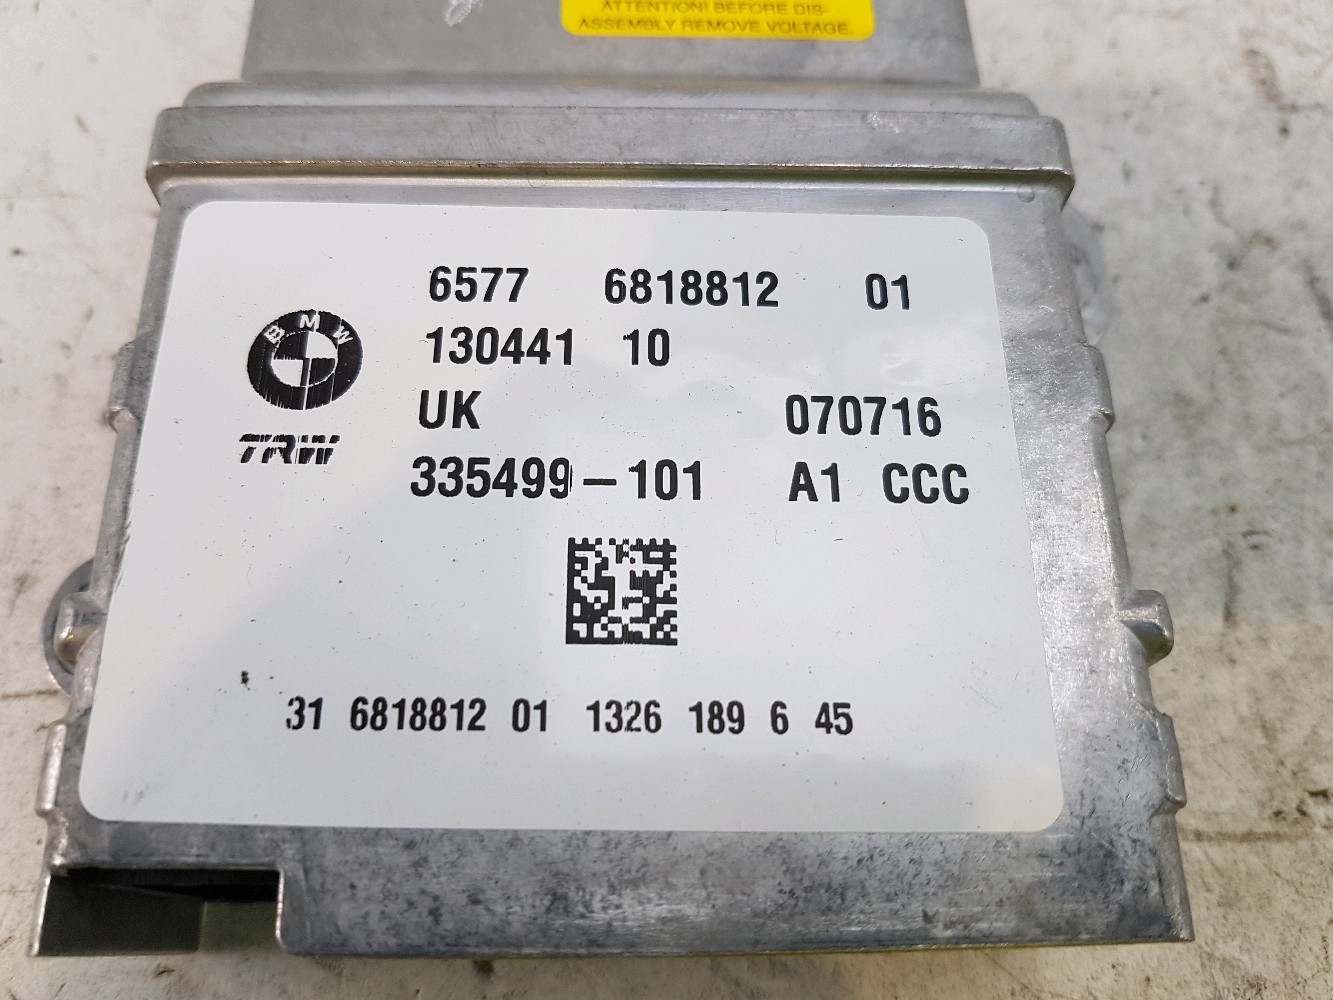 ATTENTION! BEFORE DIS-
ASSEMBLY REMOVE VOLTAGE.
6577 6818812 01
BMW
130441 10
UK 070716
TRW
335499-101 A1 CCC
31 6818812 01 1326 189 6 45